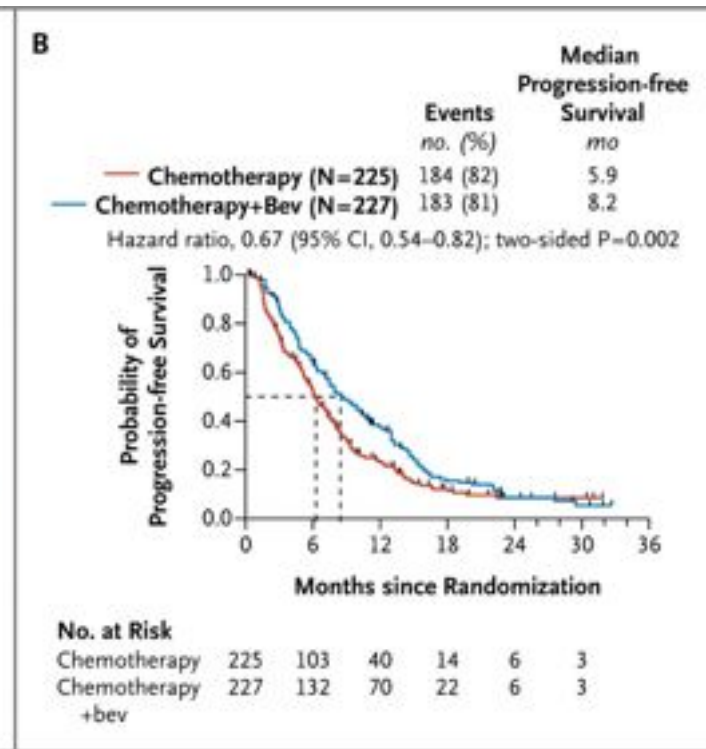 B
Median
Progression-free
Events Survival
no. (%) mo
Chemotherapy (N=225) 184 (82) 5.9
Chemotherapy+Bev (N=227) 183 (81) 8.2
Hazard ratio, 0.67 (95% CI, 0.54–0.82); two-sided P=0.002
Probability of
Progression-free Survival
1.0
0.8
0.6
0.4
0.2
0.0
0 6 12 18 24 30 36
Months since Randomization
No. at Risk
Chemotherapy 225 103 40 14 6 3
Chemotherapy 227 132 70 22 6 3
+bev